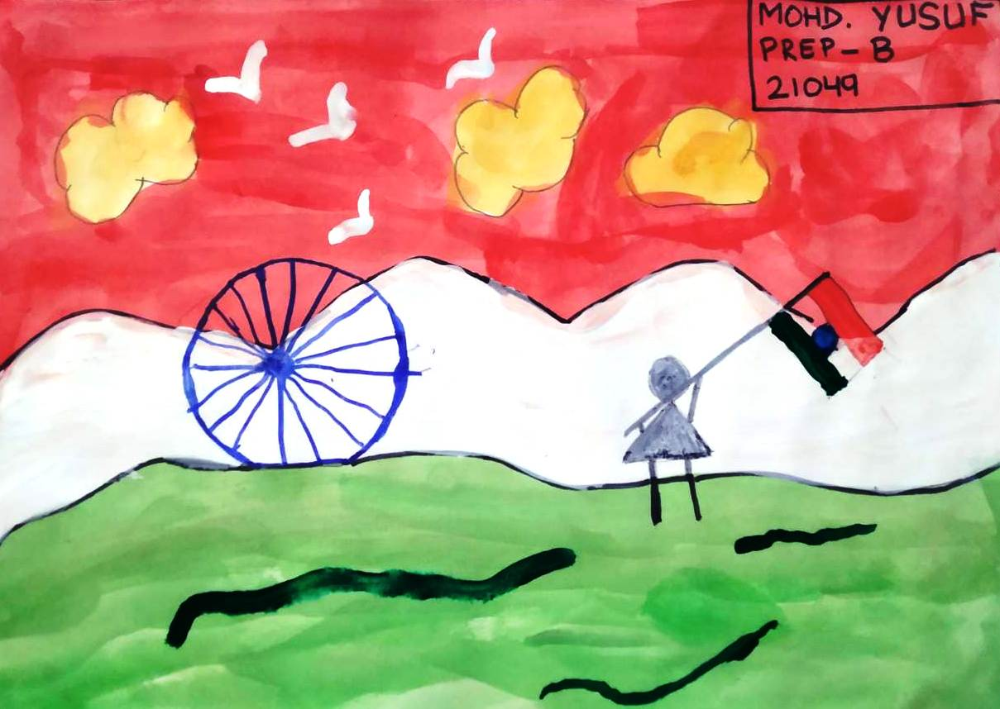 MOHD. YUSUF
PREP - B
21049